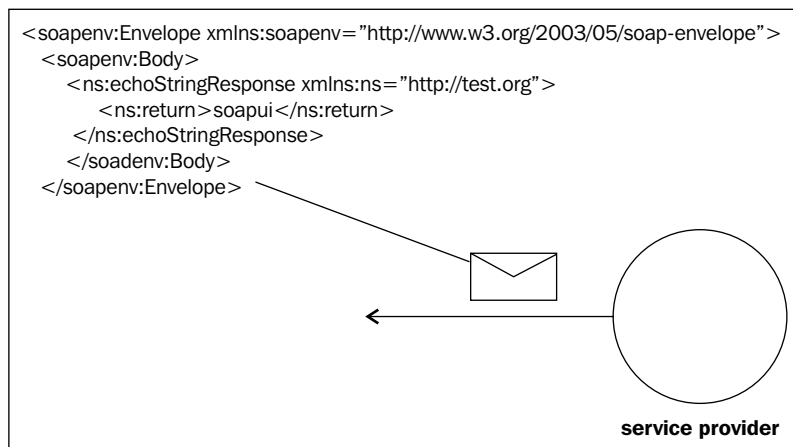 <soapenv:Envelope xmlns:soapenv=”http://www.w3.org/2003/05/soap-envelope”>
<soapenv:Body>
<ns:echoStringResponse xmlns:ns=”http://test.org”>
<ns:return>soapui</ns:return>
</ns:echoStringResponse>
</soadenv:Body>
</soapenv:Envelope>
service provider